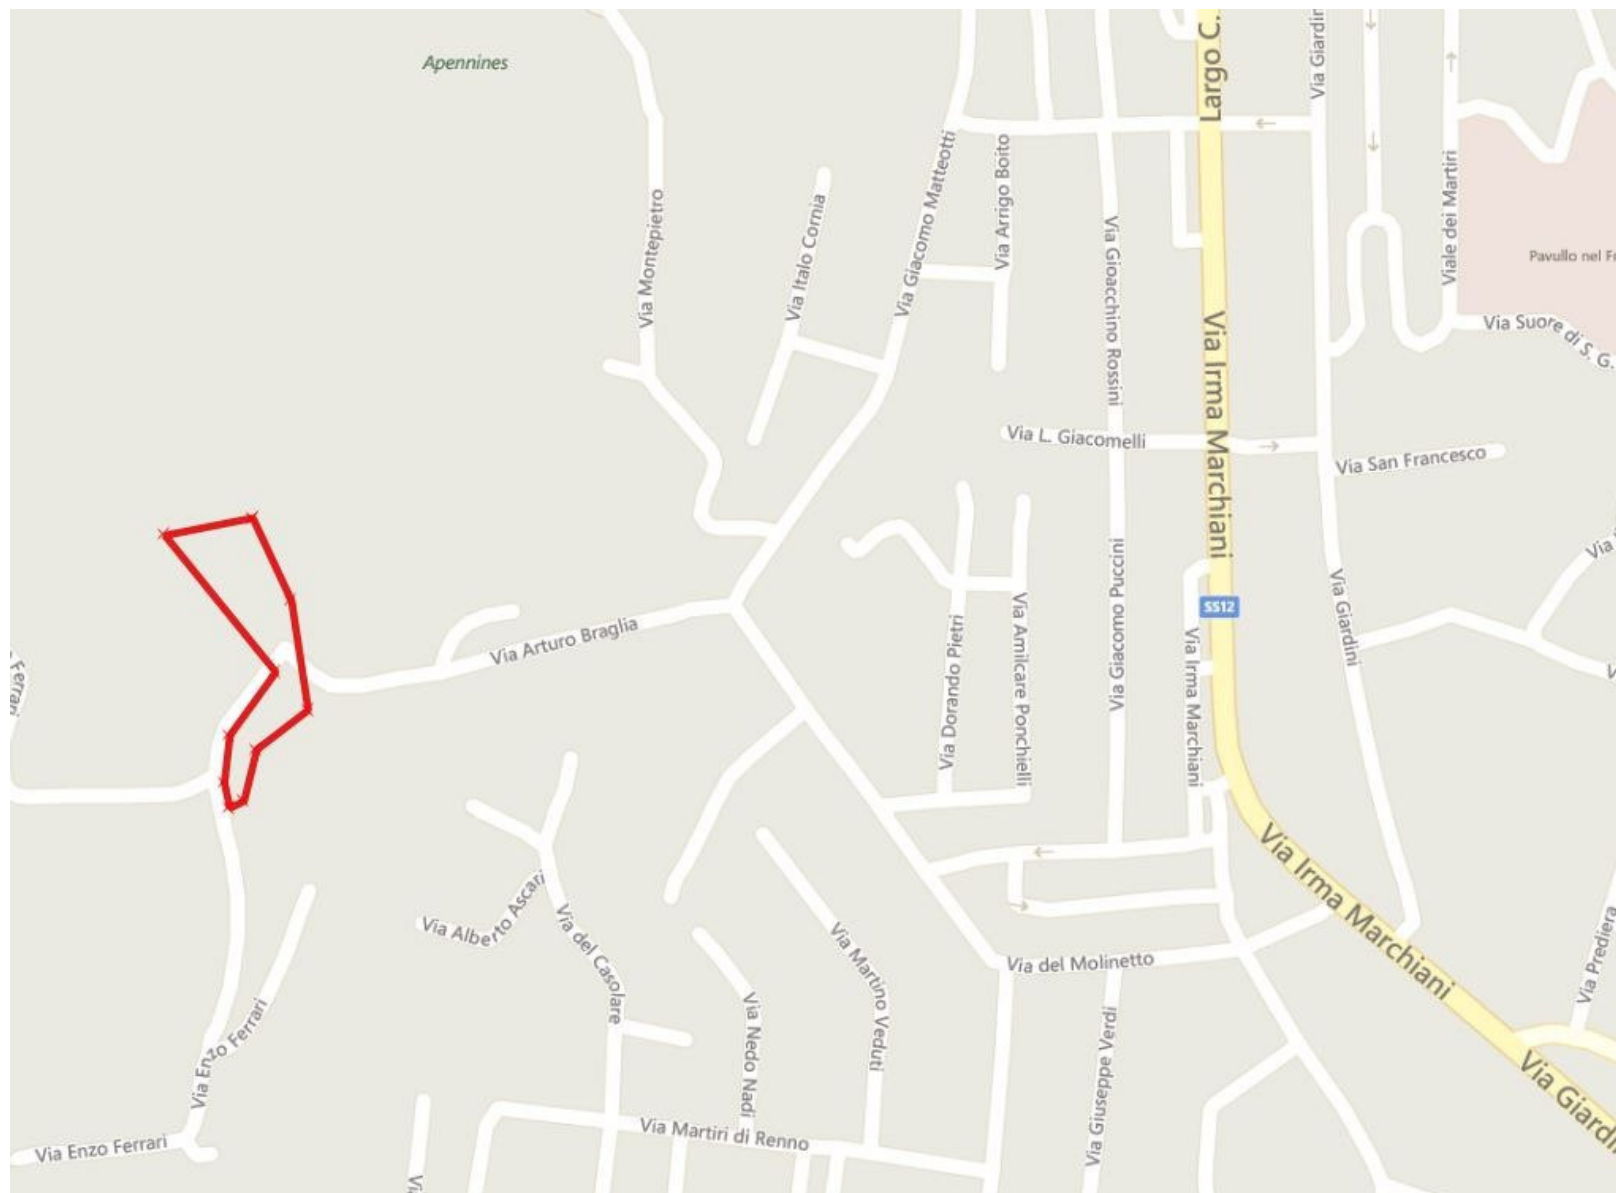 Largo C.
Via Giardin
Apennines
Via Giacomo Matteotti
Via Arrigo Boito
Viale dei Martiri
Via Montepietro
Via Italo Cornia
Via Gioacchino Rossini
Pavullo nel Fr
Via Suore di S. G.
Via Irma Marchiani
Via L. Giacomelli
Via San Francesco
Via
Via Giacomo Puccini
Via Giardini
SS12
Via Arturo Braglia
Via Dorando Pietri
Via Amilcare Ponchielli
Via Irma Marchiani
Ferrari
Via Irma Marchiani
Via Alberto Ascari
Via del Casolare
Via Martino Veduti
Via del Molinetto
Via Prediera
Via Enzo Ferrari
Via Nedo Nadi
Via Giuseppe Verdi
Via Giardi
Via Martiri di Renno
Via Enzo Ferrari
Vi